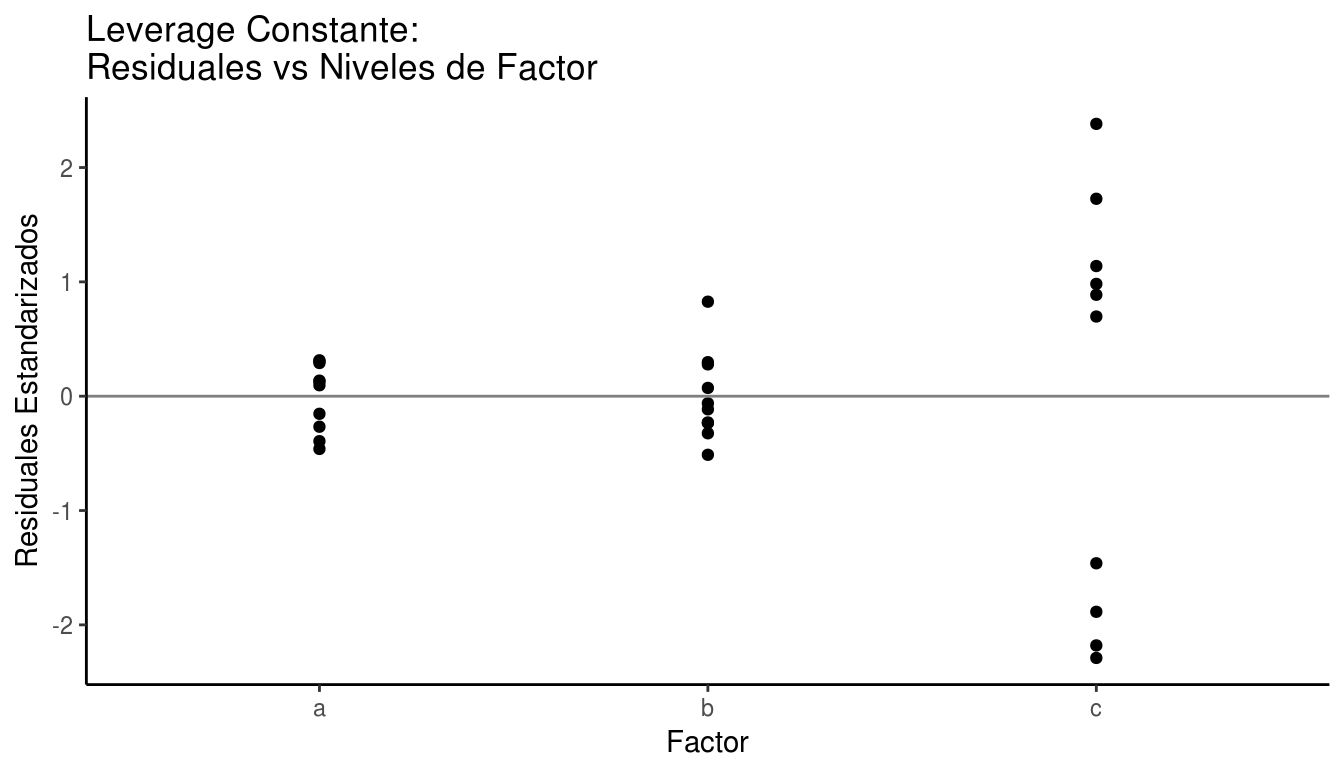 Leverage Constante:
Residuales vs Niveles de Factor
Residuales Estandarizados
2
1
0
-1
-2
a
b
c
Factor